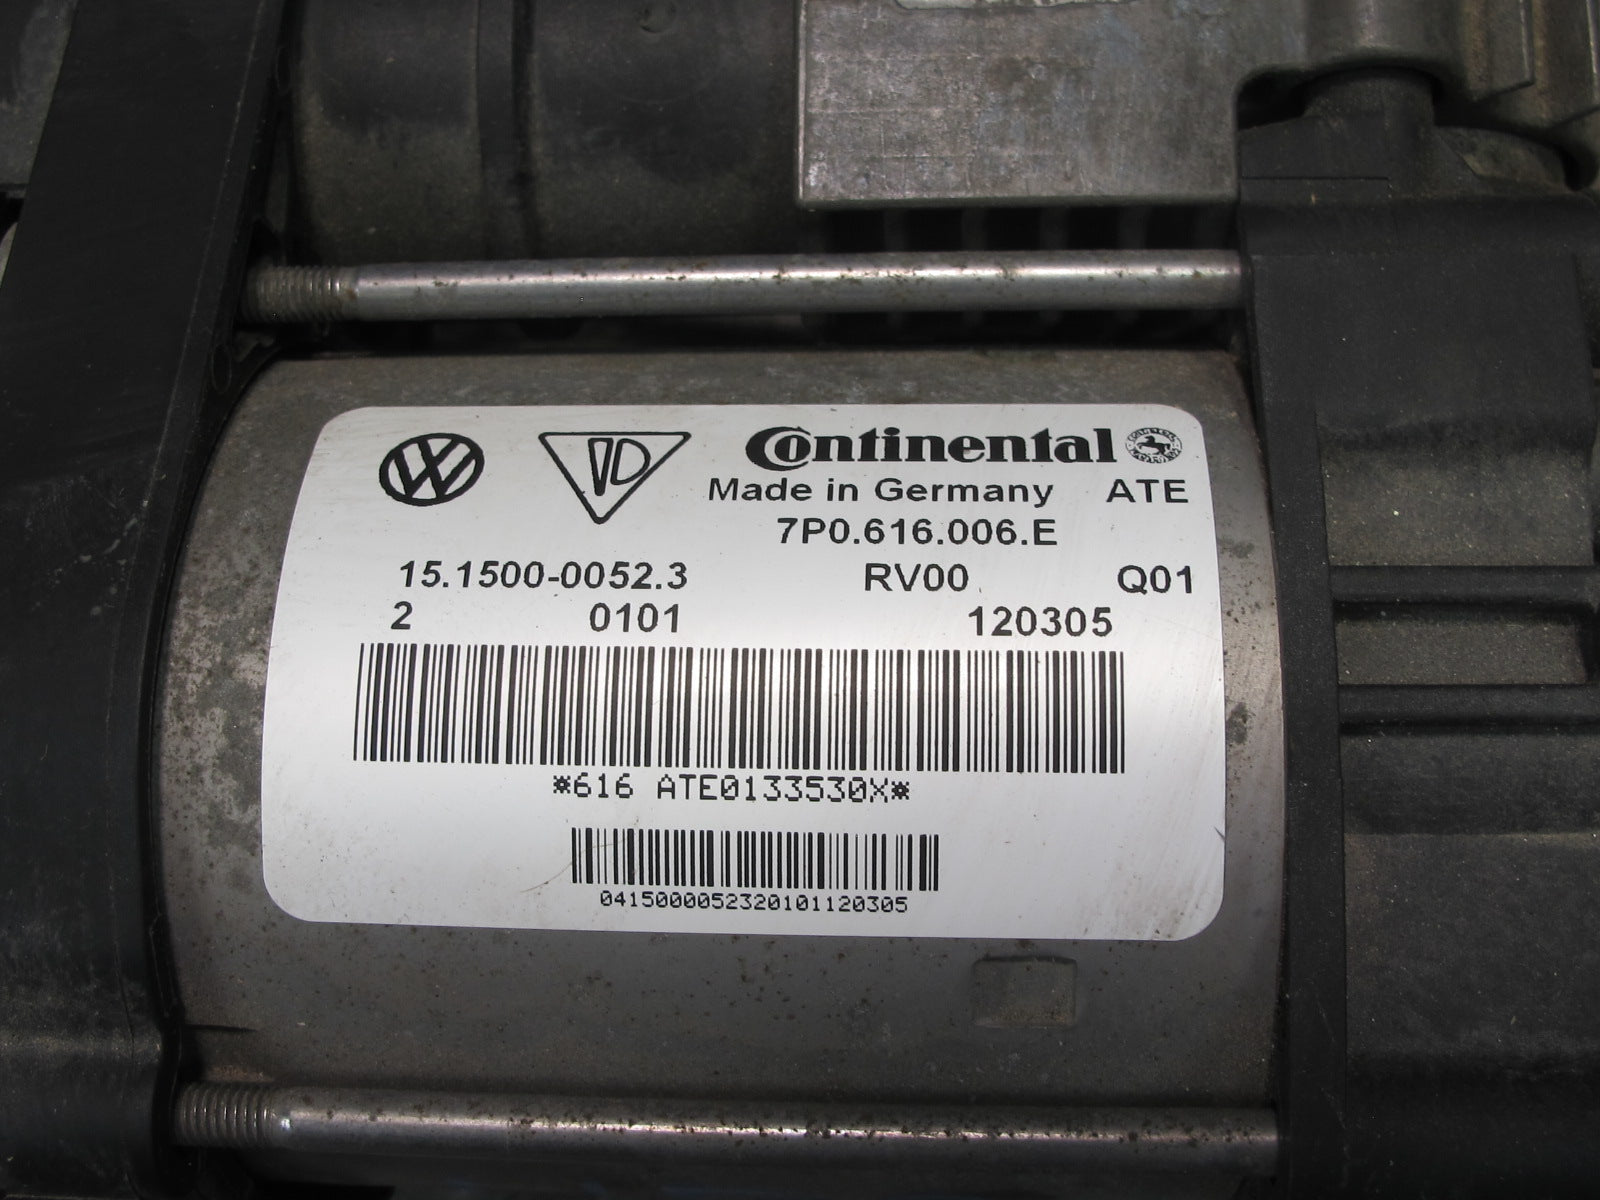 Continental
Made in Germany ATE
7P0.616.006.E
15.1500-0052.3 RV00 Q01
2 0101 120305
*616 ATE0133530X*
0415000052320101120305